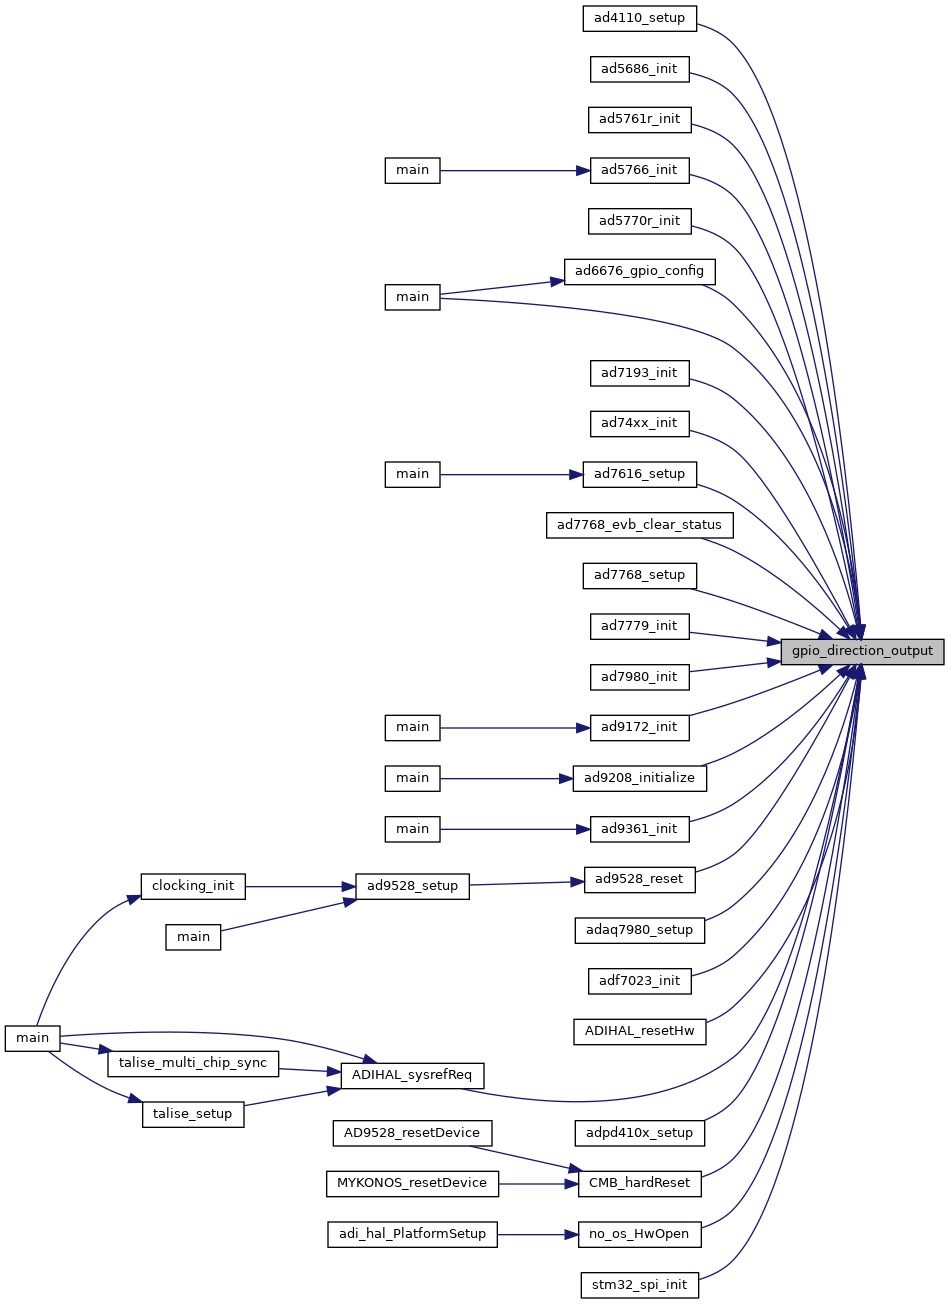 ad4110_setup
ad5686_init
ad5761r_init
main
ad5766_init
ad5770r_init
ad6676_gpio_config
main
ad7193_init
ad74xx_init
main
ad7616_setup
ad7768_evb_clear_status
ad7768_setup
ad7779_init
gpio_direction_output
ad7980_init
main
ad9172_init
main
ad9208_initialize
main
ad9361_init
clocking_init
ad9528_setup
ad9528_reset
main
adaq7980_setup
adf7023_init
main
ADIHAL_resetHw
talise_multi_chip_sync
ADIHAL_sysrefReq
talise_setup
AD9528_resetDevice
adpd410x_setup
MYKONOS_resetDevice
CMB_hardReset
adi_hal_PlatformSetup
no_os_HwOpen
stm32_spi_init